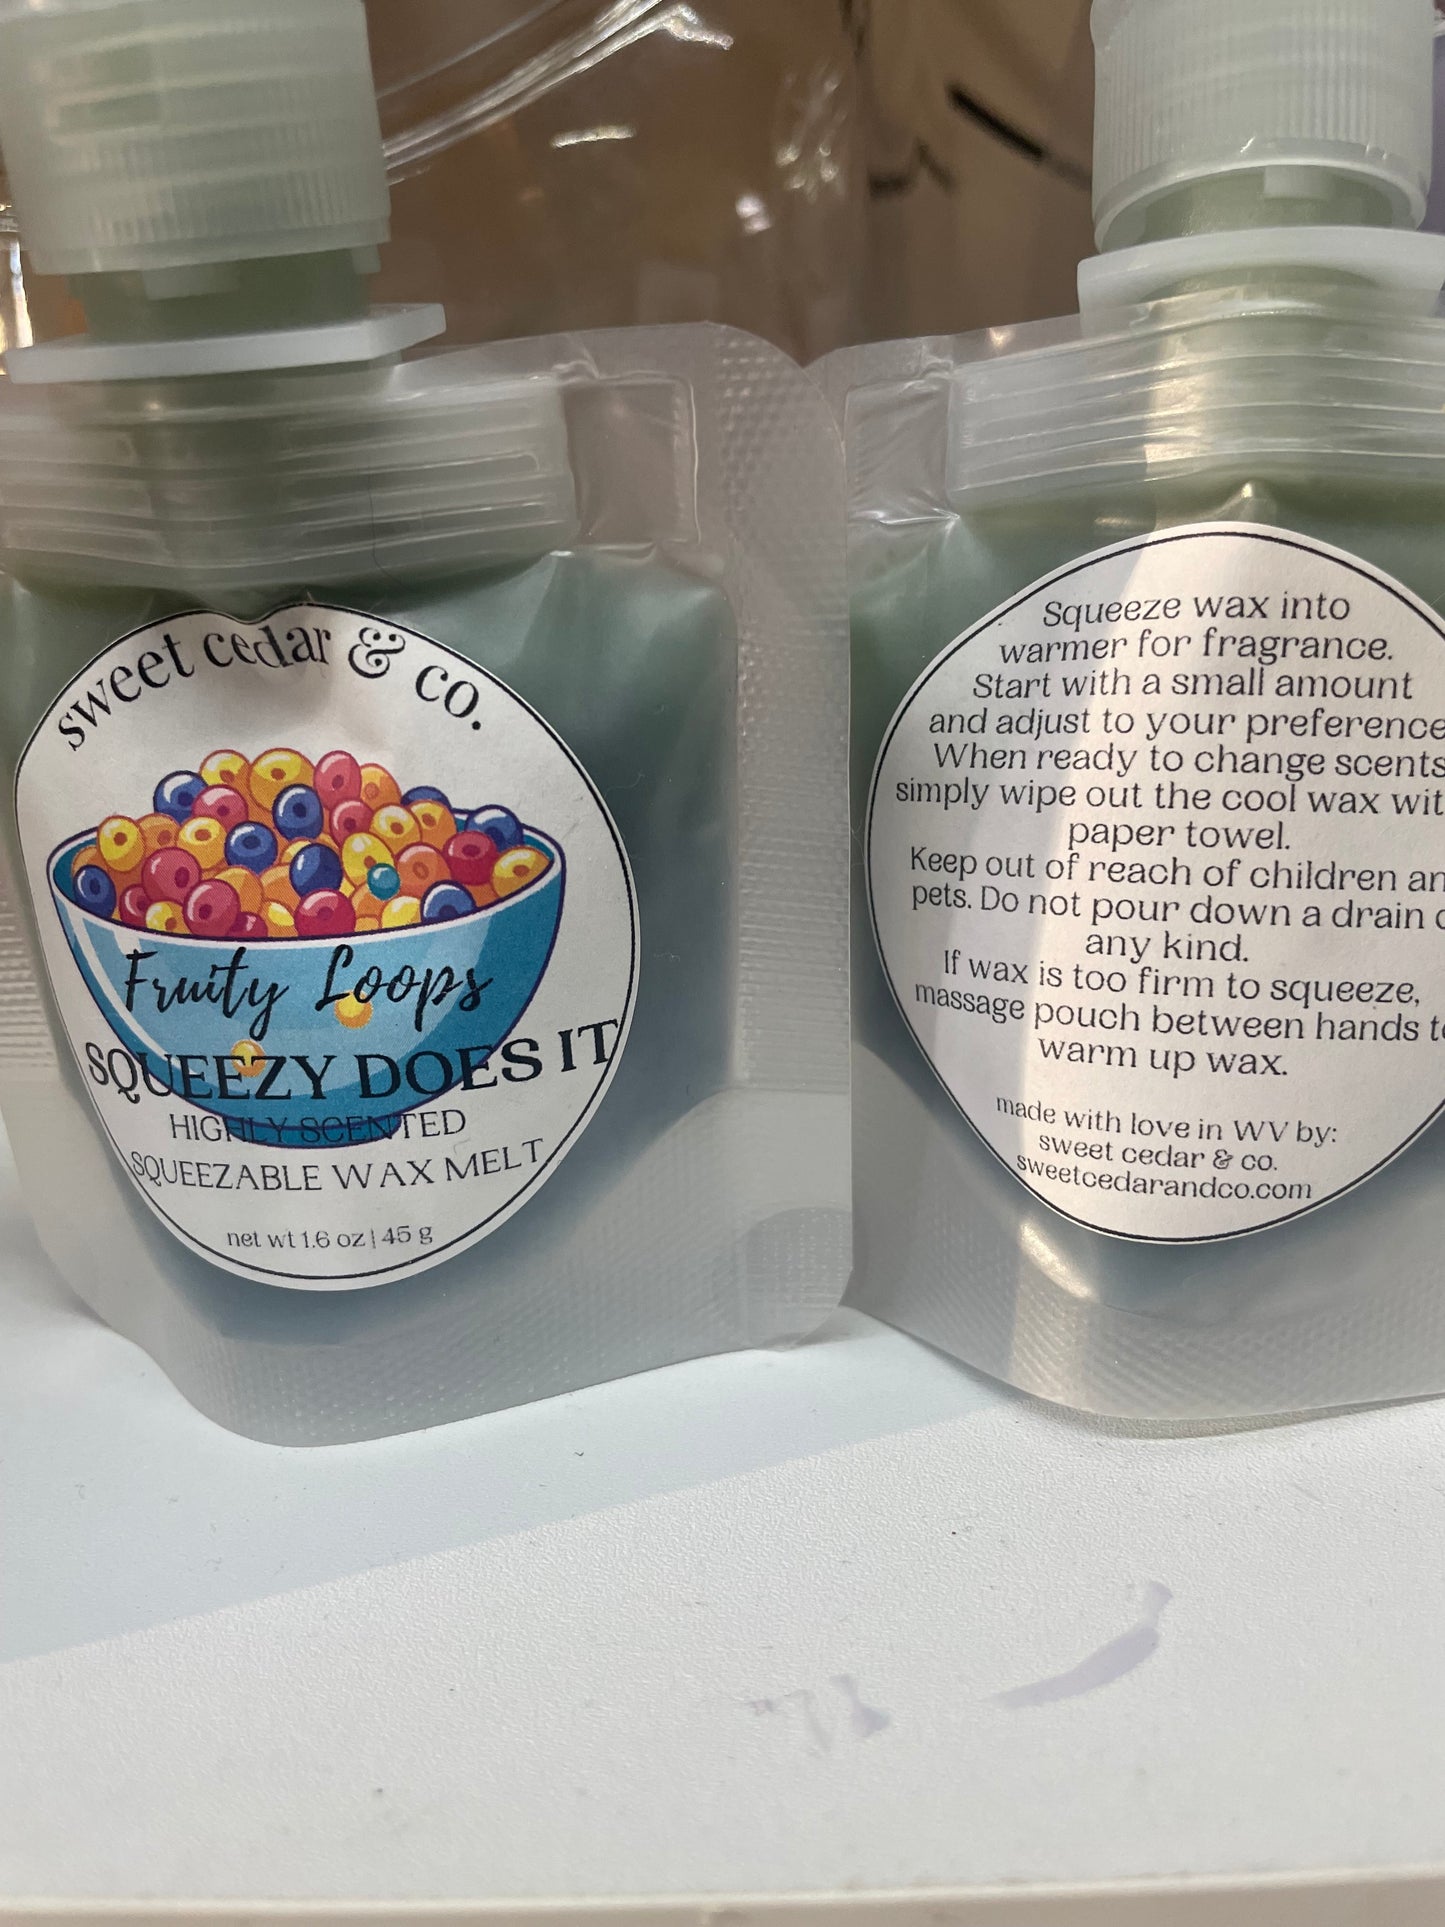 sweet cedar & co.
Fruity Loops
SQUEEZY DOES IT
HIGHLY SCENTED
SQUEEZABLE WAX MELT
net wt 1.6 oz | 45 g
Squeeze wax into
warmer for fragrance.
Start with a small amount
and adjust to your preference
When ready to change scents
simply wipe out the cool wax wit
paper towel.
Keep out of reach of children an
pets. Do not pour down a drain o
any kind.
If wax is too firm to squeeze,
massage pouch between hands to
warm up wax.
made with love in WV by:
sweet cedar & co.
sweetcedarandco.com